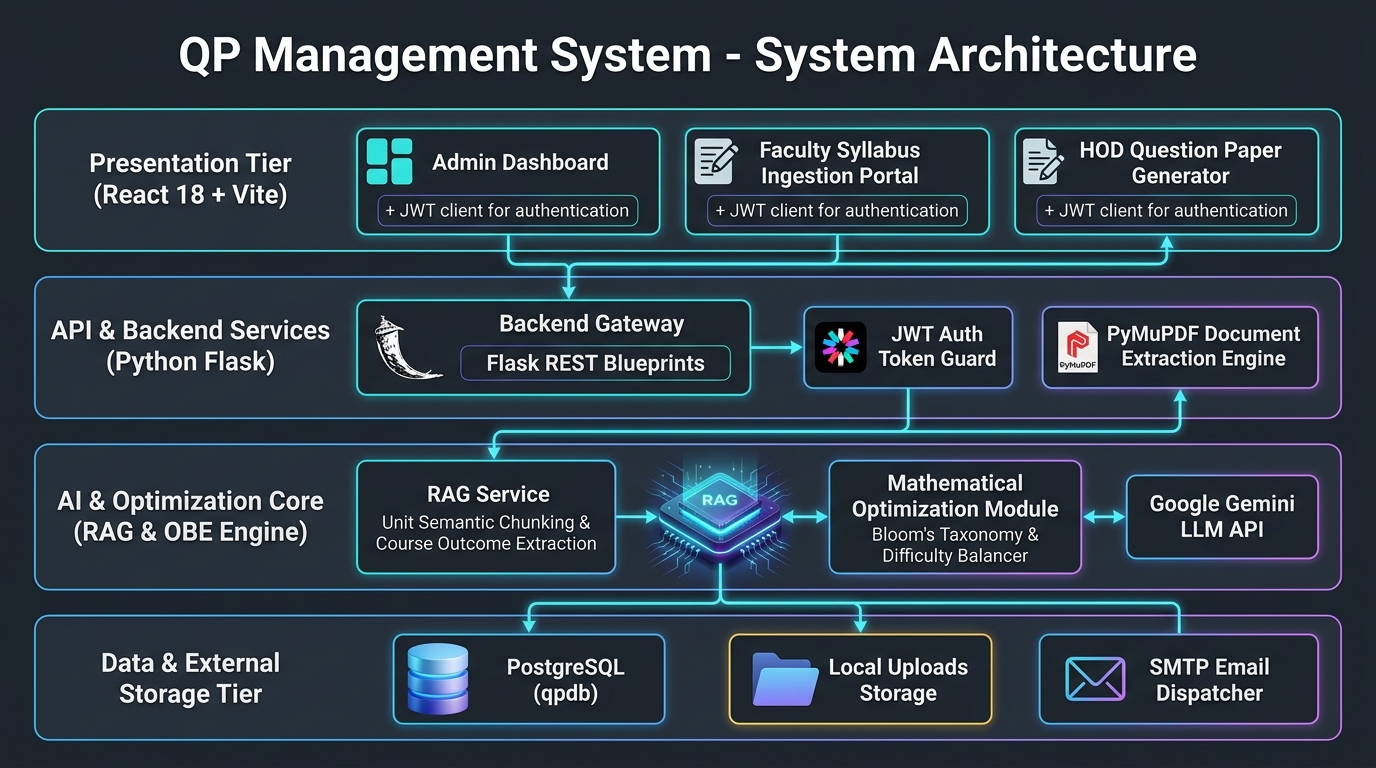 QP Management System - System Architecture
Presentation Tier
(React 18 + Vite)
Admin Dashboard
+ JWT client for authentication
Faculty Syllabus
Ingestion Portal
+ JWT client for authentication
HOD Question Paper
Generator
+ JWT client for authentication
API & Backend Services
(Python Flask)
Backend Gateway
Flask REST Blueprints
JWT Auth
Token Guard
PyMuPDF
PyMuPDF Document
Extraction Engine
AI & Optimization Core
(RAG & OBE Engine)
RAG Service
Unit Semantic Chunking &
Course Outcome Extraction
RAG
Mathematical
Optimization Module
Bloom's Taxonomy &
Difficulty Balancer
Google Gemini
LLM API
Data & External
Storage Tier
PostgreSQL
(qpdb)
Local Uploads
Storage
SMTP Email
Dispatcher